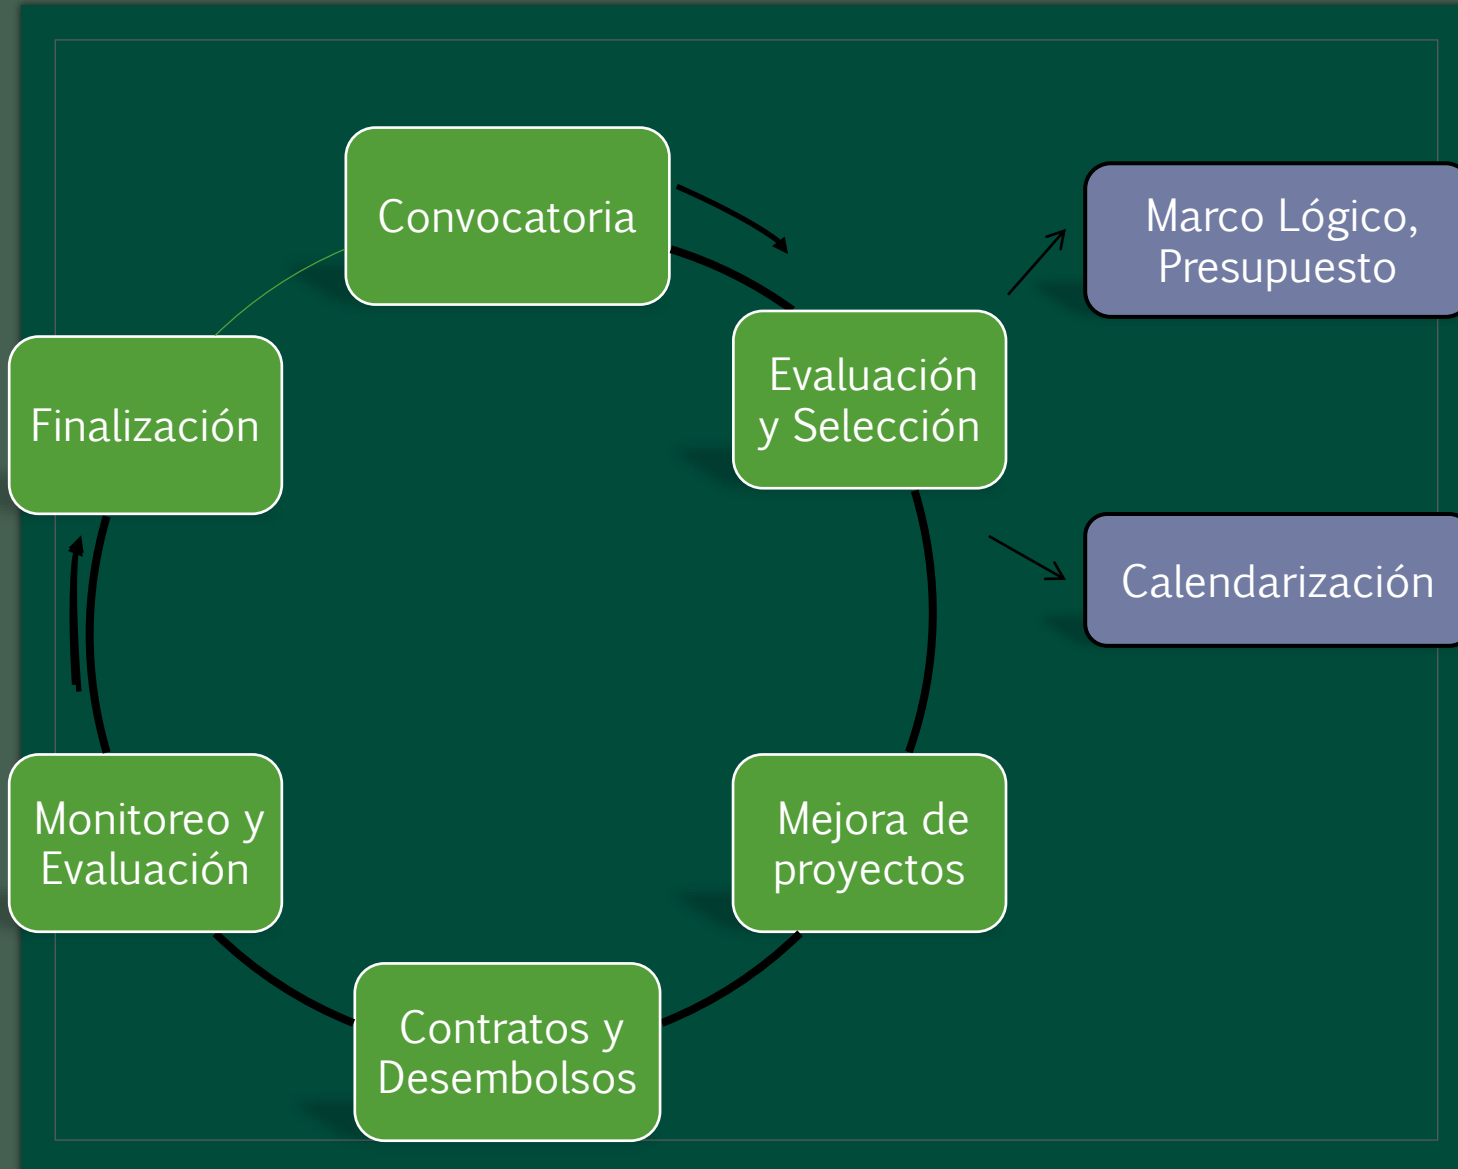 Convocatoria
Marco Lógico,
Presupuesto
Evaluación
y Selección
Finalización
Calendarización
Monitoreo y
Evaluación
Mejora de
proyectos
Contratos y
Desembolsos